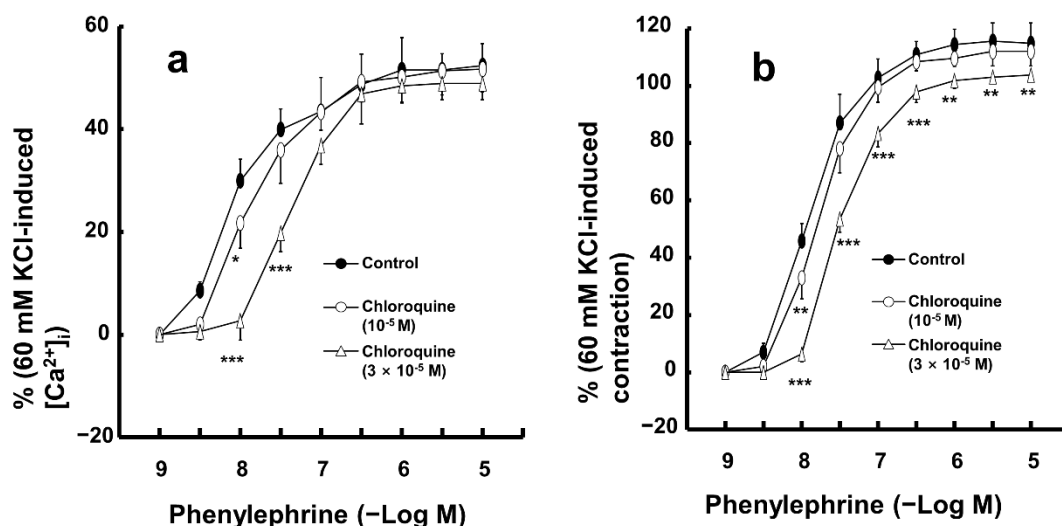 a
% (60 mM KCl-induced
[Ca²⁺]ᵢ)
60
40
20
0
−20
*
***
***
Control
Chloroquine
(10⁻⁵ M)
Chloroquine
(3 × 10⁻⁵ M)
9 8 7 6 5
Phenylephrine (−Log M)
b
% (60 mM KCl-induced
contraction)
120
100
80
60
40
20
0
−20
**
***
***
***
***
**
**
**
Control
Chloroquine
(10⁻⁵ M)
Chloroquine
(3 × 10⁻⁵ M)
9 8 7 6 5
Phenylephrine (−Log M)